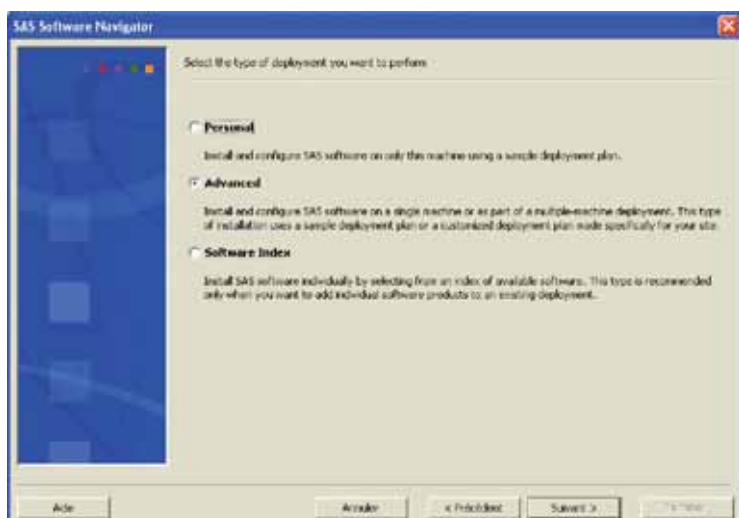 SAS Software Navigator
Select the type of deployment you want to perform
Personal
Install and configure SAS software on only this machine using a sample deployment plan.
Advanced
Install and configure SAS software on a single machine or as part of a multiple-machine deployment. This type
of installation uses a sample deployment plan or a customized deployment plan made specifically for your site.
Software Index
Install SAS software individually by selecting from an index of available software. This type is recommended
only when you want to add individual software products to an existing deployment.
Aide
Annuler
< Précédent
Suivant >